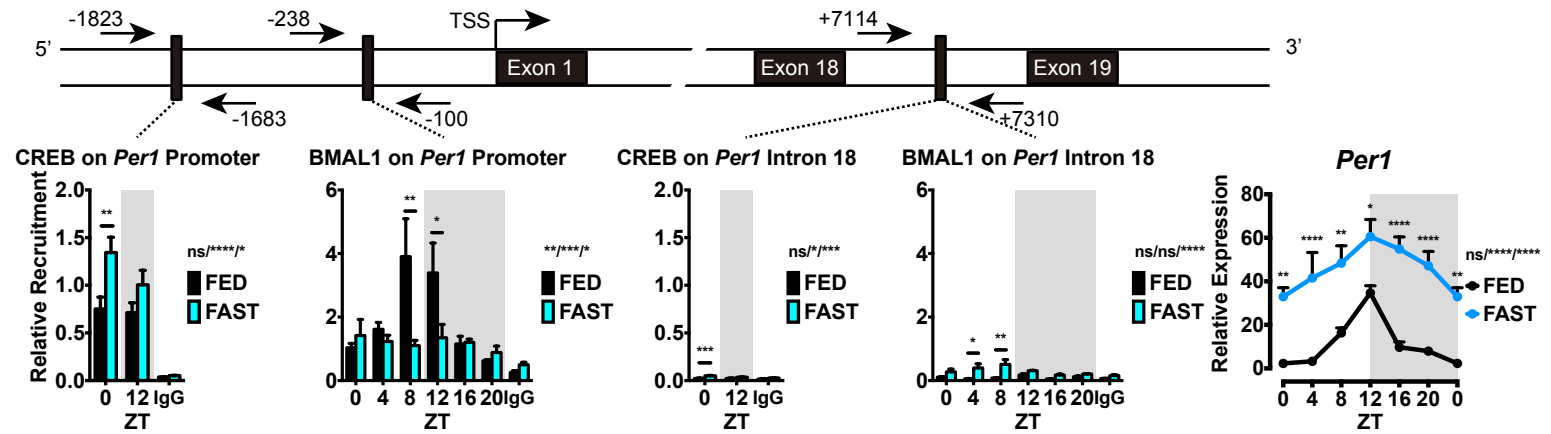 -1823
-238
TSS
+7114
5’
3’
Exon 1
Exon 18
Exon 19
-1683
-100
+7310
CREB on Per1 Promoter
Relative Recruitment
2.0
1.5
1.0
0.5
0.0
**
ns/****/*
FED
FAST
0
12
IgG
ZT
BMAL1 on Per1 Promoter
6
4
2
0
**
*
**/***/*
FED
FAST
0
4
8
12
16
20
IgG
ZT
CREB on Per1 Intron 18
2.0
1.5
1.0
0.5
0.0
***
ns/*/***
FED
FAST
0
12
IgG
ZT
BMAL1 on Per1 Intron 18
6
4
2
0
*
**
ns/ns/****
FED
FAST
0
4
8
12
16
20
IgG
ZT
Per1
Relative Expression
80
60
40
20
0
**
****
**
*
****
****
**
ns/****/****
FED
FAST
0
4
8
12
16
20
0
ZT